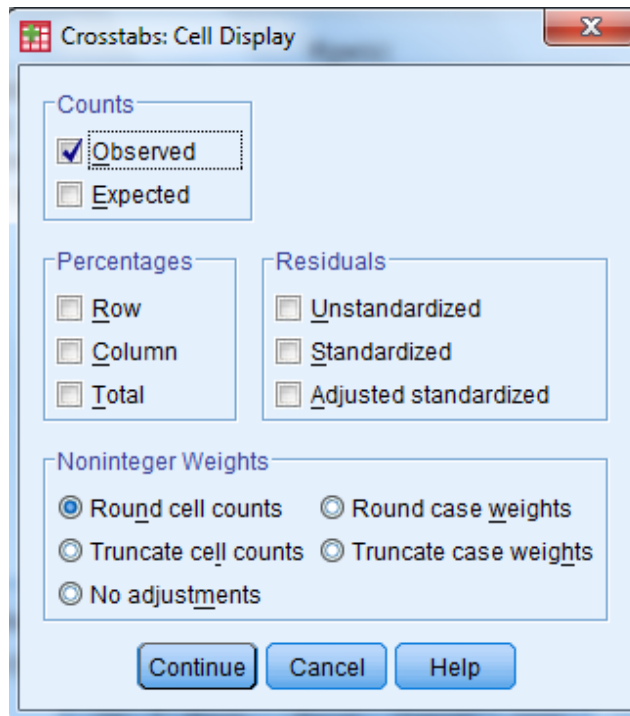 Crosstabs: Cell Display
Counts
Observed
Expected
Percentages
Row
Column
Total
Residuals
Unstandardized
Standardized
Adjusted standardized
Noninteger Weights
Round cell counts Round case weights
Truncate cell counts Truncate case weights
No adjustments
Continue Cancel Help